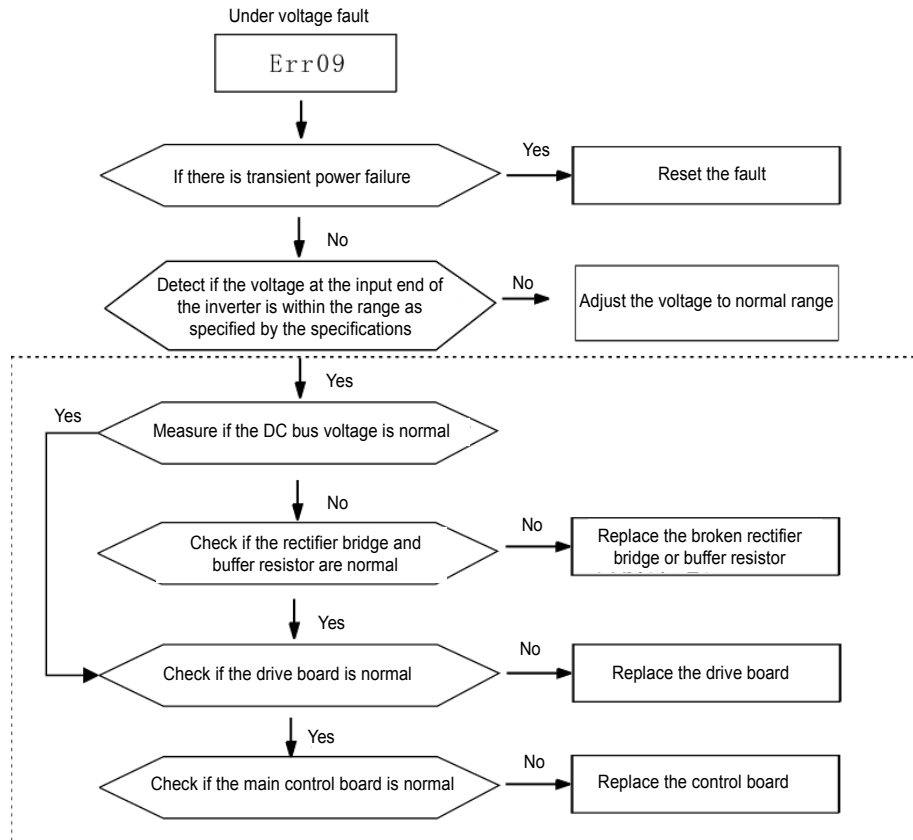 Under voltage fault
Err09
Yes
If there is transient power failure
Reset the fault
No
Detect if the voltage at the input end of
the inverter is within the range as
specified by the specifications
No
Adjust the voltage to normal range
Yes
Yes
Measure if the DC bus voltage is normal
No
Check if the rectifier bridge and
buffer resistor are normal
No
Replace the broken rectifier
bridge or buffer resistor
Yes
Check if the drive board is normal
No
Replace the drive board
Yes
Check if the main control board is normal
No
Replace the control board